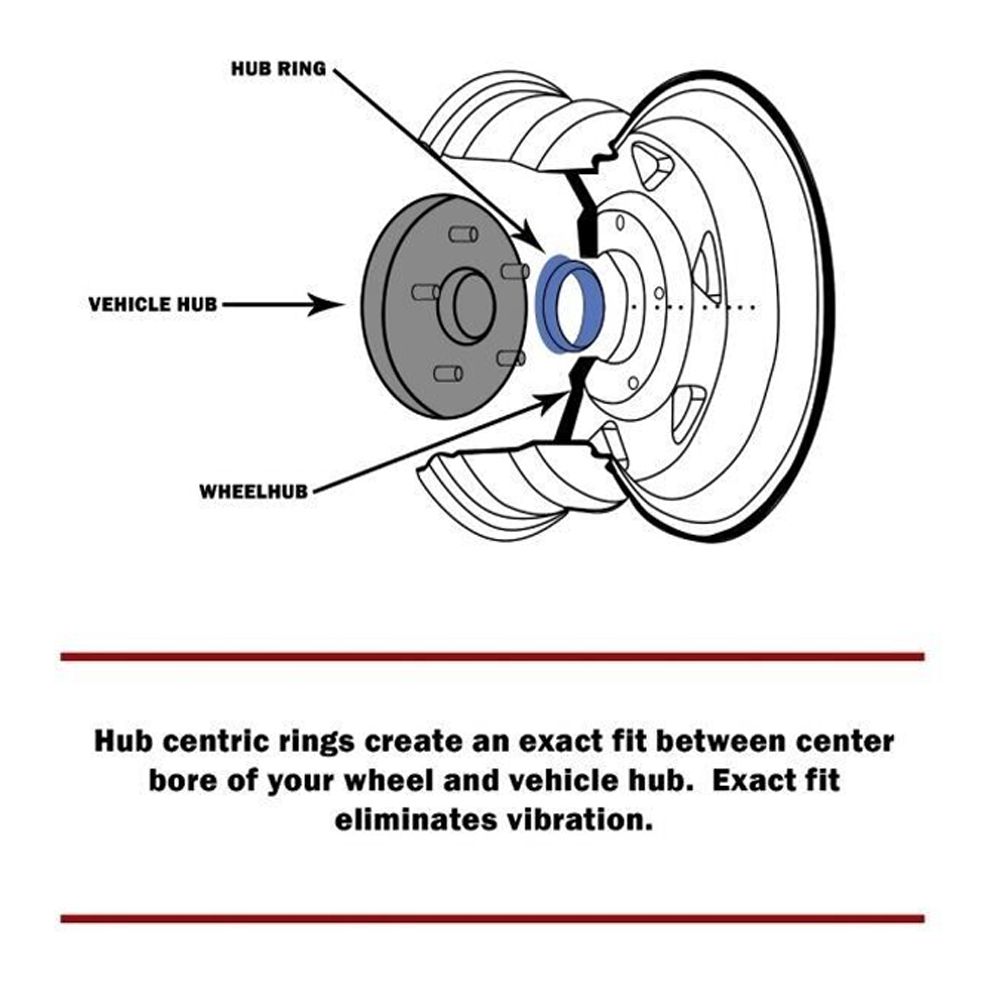 HUB RING
VEHICLE HUB
WHEELHUB
Hub centric rings create an exact fit between center
bore of your wheel and vehicle hub.  Exact fit
eliminates vibration.